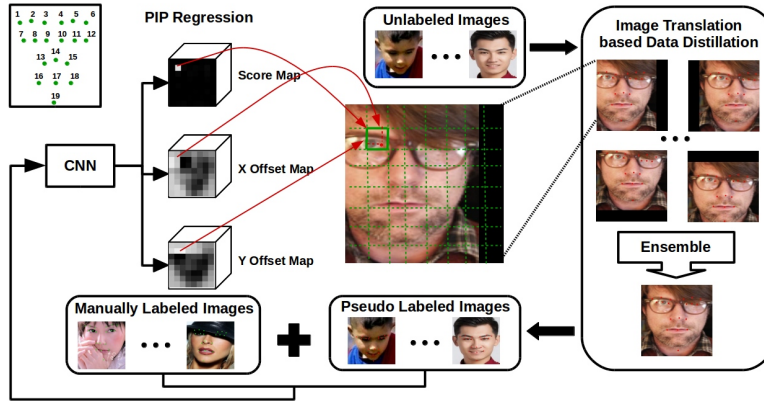 1 2 3 4 5 6
7 8 9 10 11 12
13 14 15
16 17 18
19
PIP Regression
Score Map
X Offset Map
Y Offset Map
CNN
Unlabeled Images
Image Translation
based Data Distillation
Ensemble
Manually Labeled Images
Pseudo Labeled Images